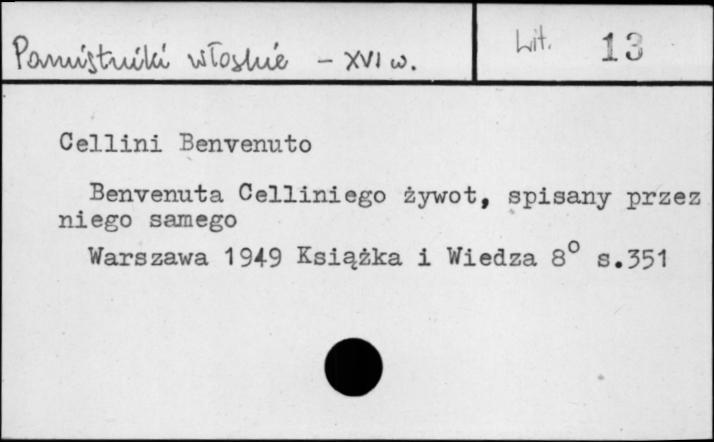 Pamiętniki włoskie – XVI w.
Lit. 13
Cellini Benvenuto
Benvenuta Celliniego żywot, spisany przez
niego samego
Warszawa 1949 Książka i Wiedza 8° s.351